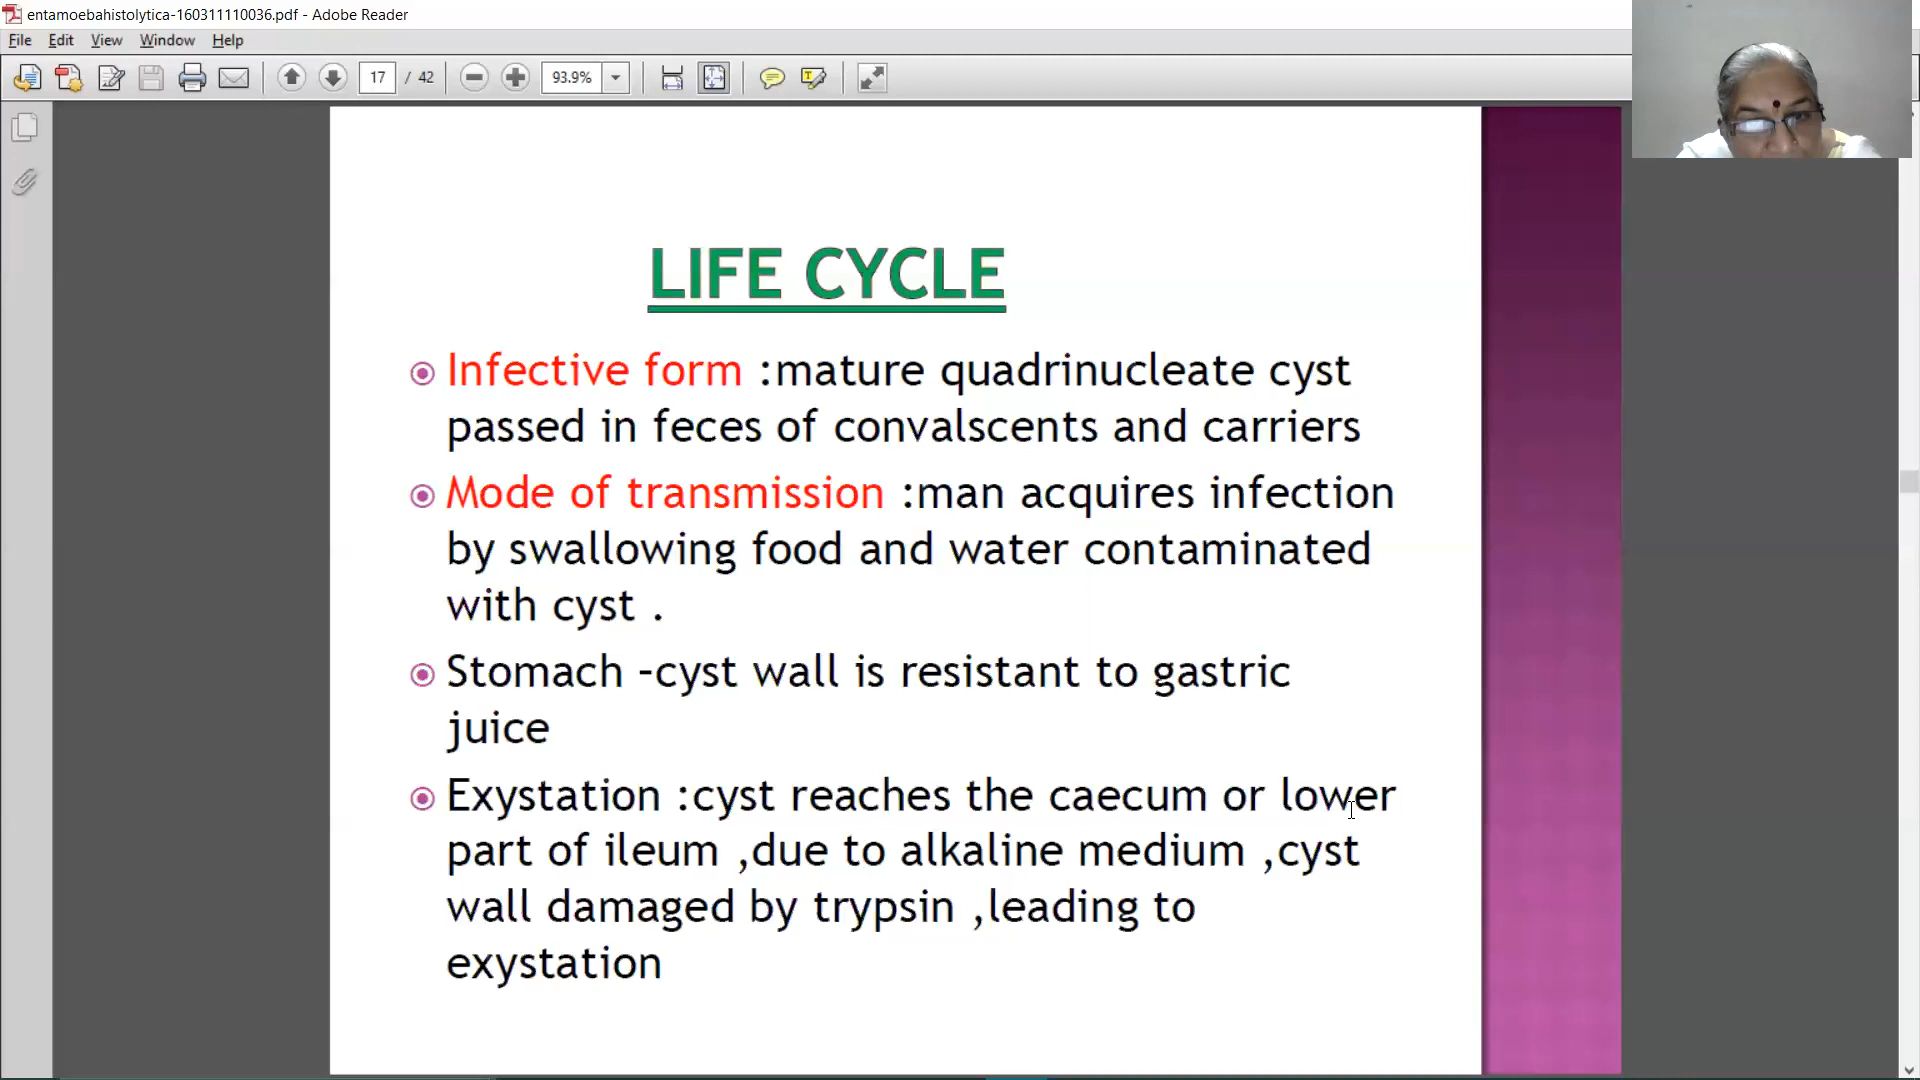 entamoebahistolytica-160311110036.pdf - Adobe Reader
File Edit View Window Help
17 / 42 93.9%
LIFE CYCLE
Infective form :mature quadrinucleate cyst
passed in feces of convalscents and carriers
Mode of transmission :man acquires infection
by swallowing food and water contaminated
with cyst .
Stomach -cyst wall is resistant to gastric
juice
Exystation :cyst reaches the caecum or lower
part of ileum ,due to alkaline medium ,cyst
wall damaged by trypsin ,leading to
exystation